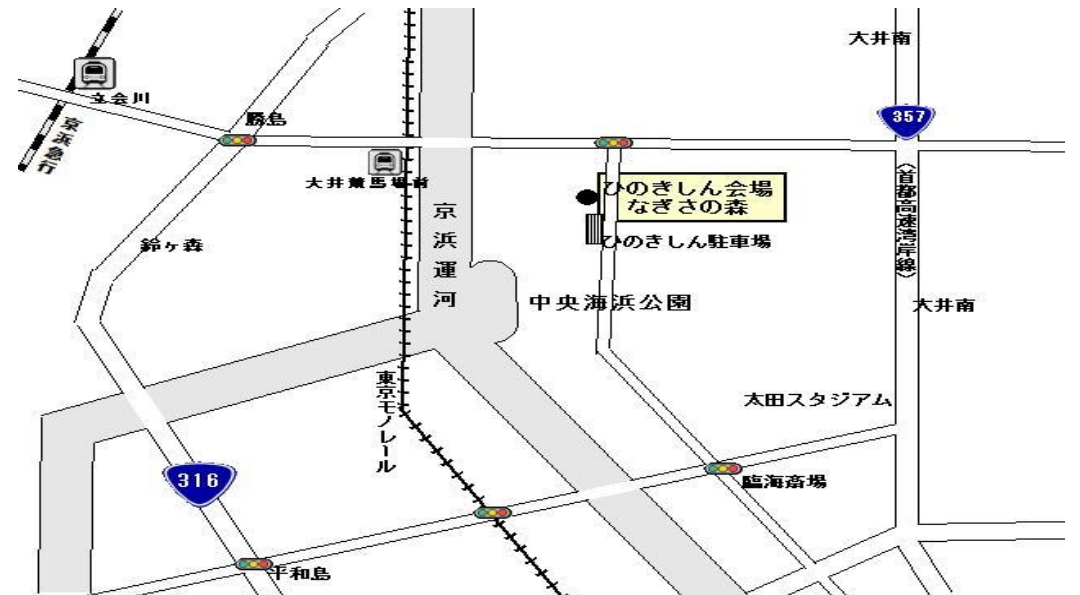 大井南
立会川
勝島
357
京浜急行
大井競馬場前
ひのきしん会場
なぎさの森
(首都高速湾岸線)
京浜運河
鈴ヶ森
ひのきしん駐車場
中央海浜公園
大井南
東京モノレール
太田スタジアム
316
臨海斎場
平和島